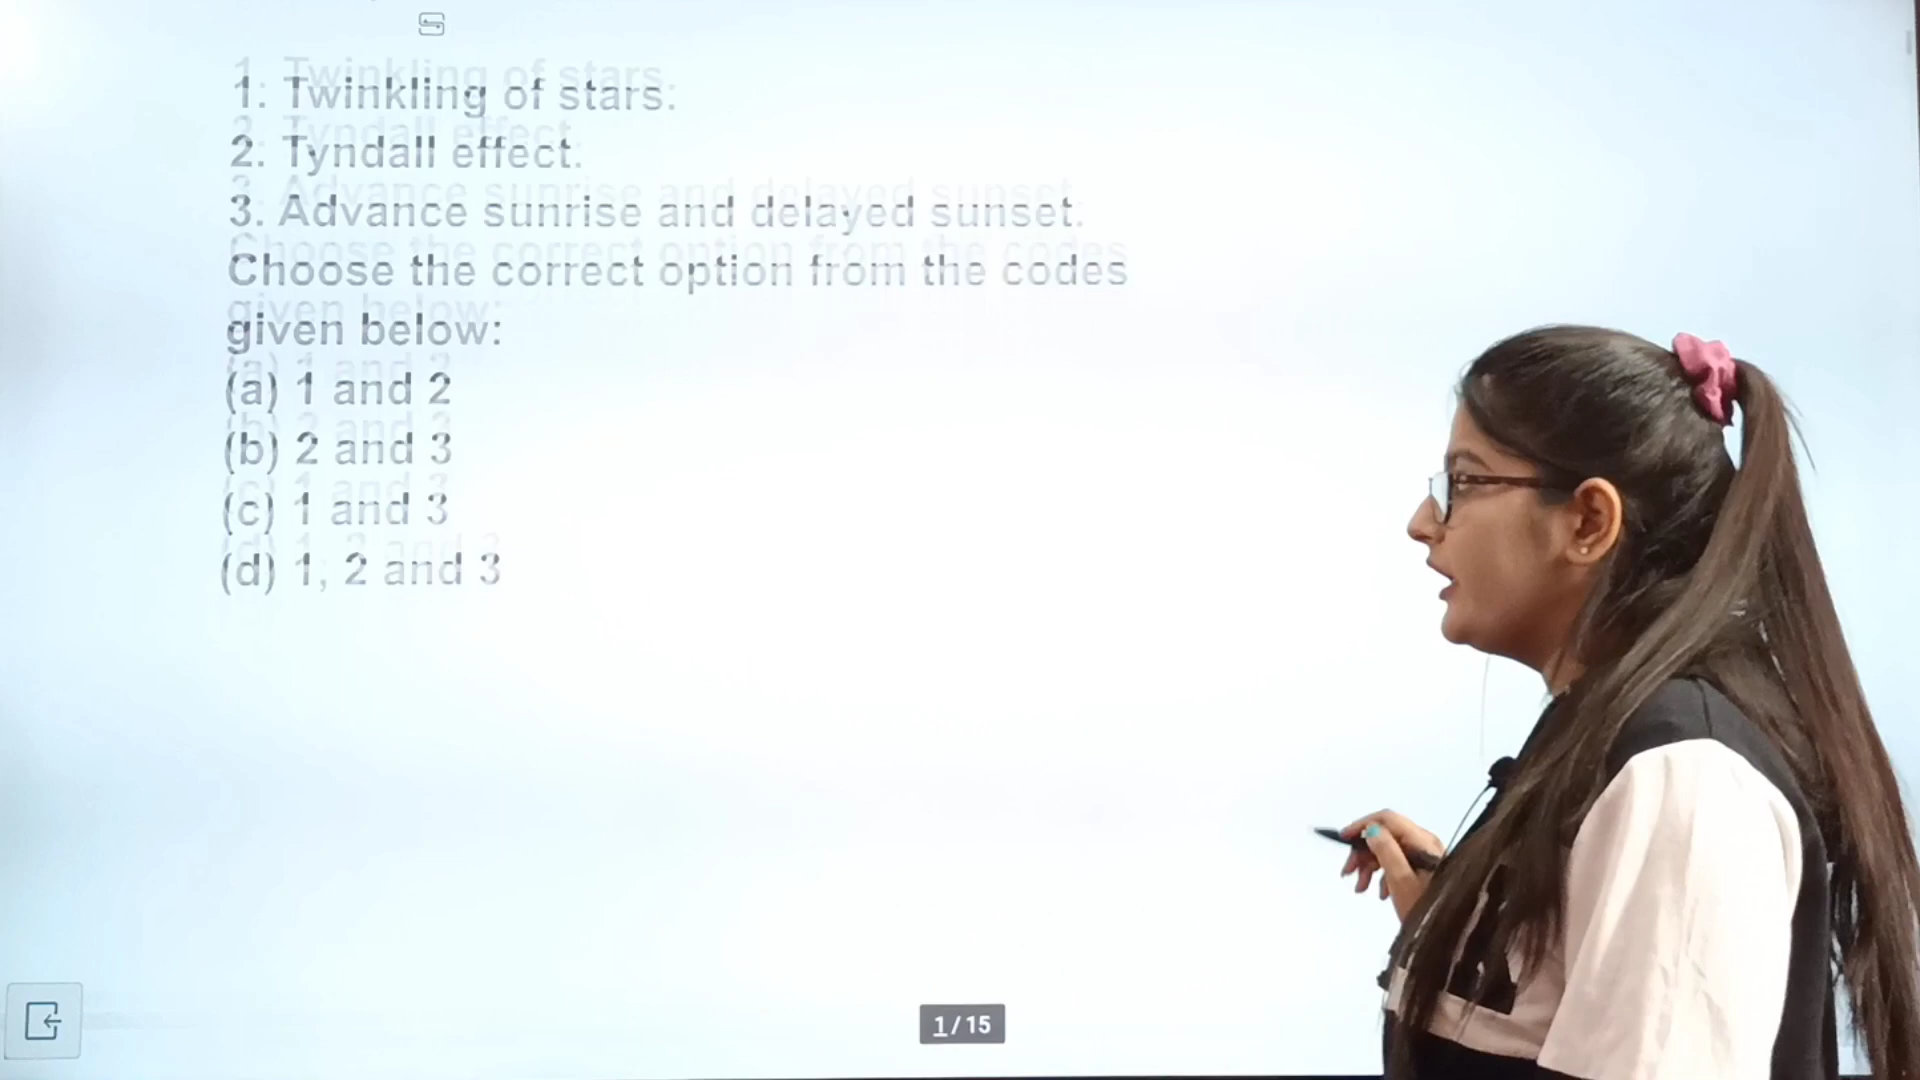 1. Twinkling of stars.
2. Tyndall effect.
3. Advance sunrise and delayed sunset.
Choose the correct option from the codes
given below:
(a) 1 and 2
(b) 2 and 3
(c) 1 and 3
(d) 1, 2 and 3
1/15